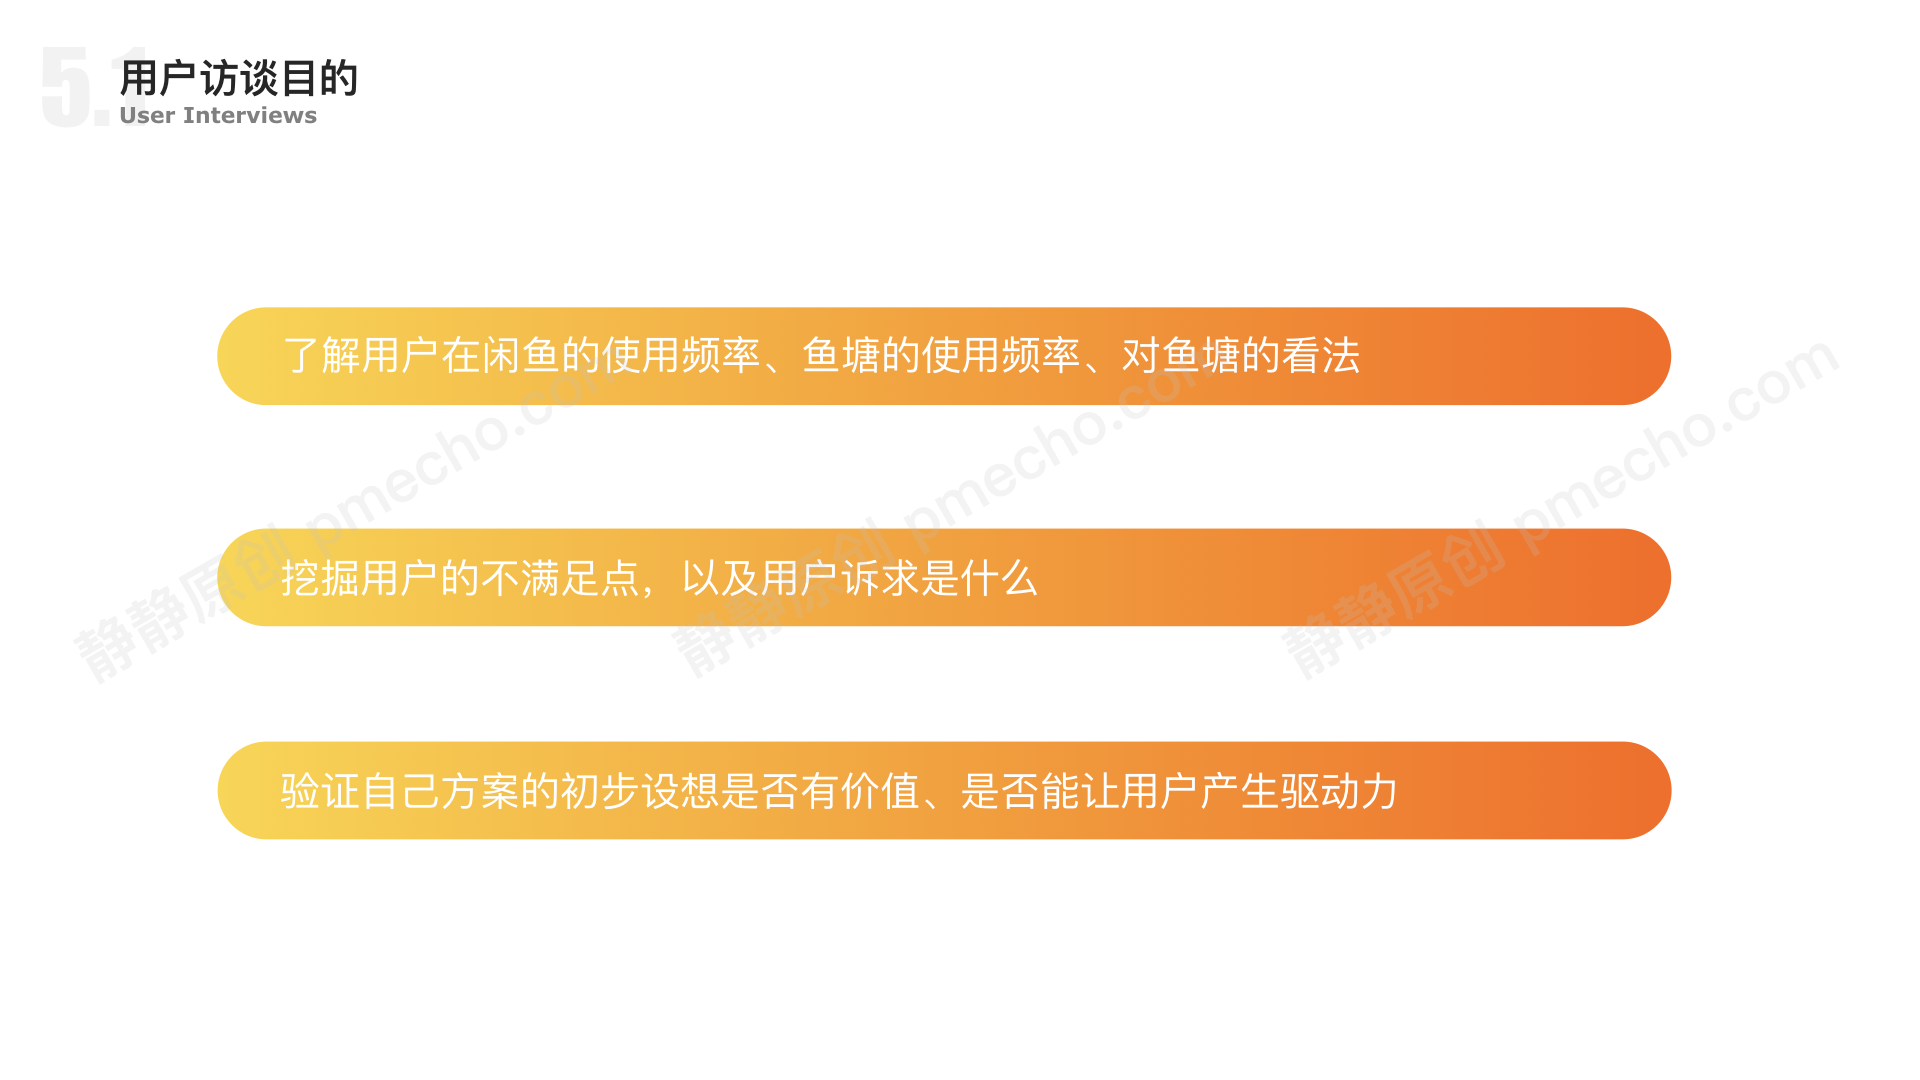 5.1
用户访谈目的
User Interviews
了解用户在闲鱼的使用频率、鱼塘的使用频率、对鱼塘的看法
挖掘用户的不满足点，以及用户诉求是什么
验证自己方案的初步设想是否有价值、是否能让用户产生驱动力
静静原创 pmecho.com
静静原创 pmecho.com
静静原创 pmecho.com